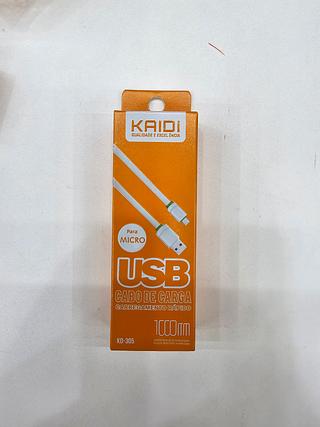 KAIDi
QUALIDADE E EXCELÊNCIA
Para
MICRO
USB
CABO DE CARGA
CARREGAMENTO RÁPIDO
1000mm
KD-305